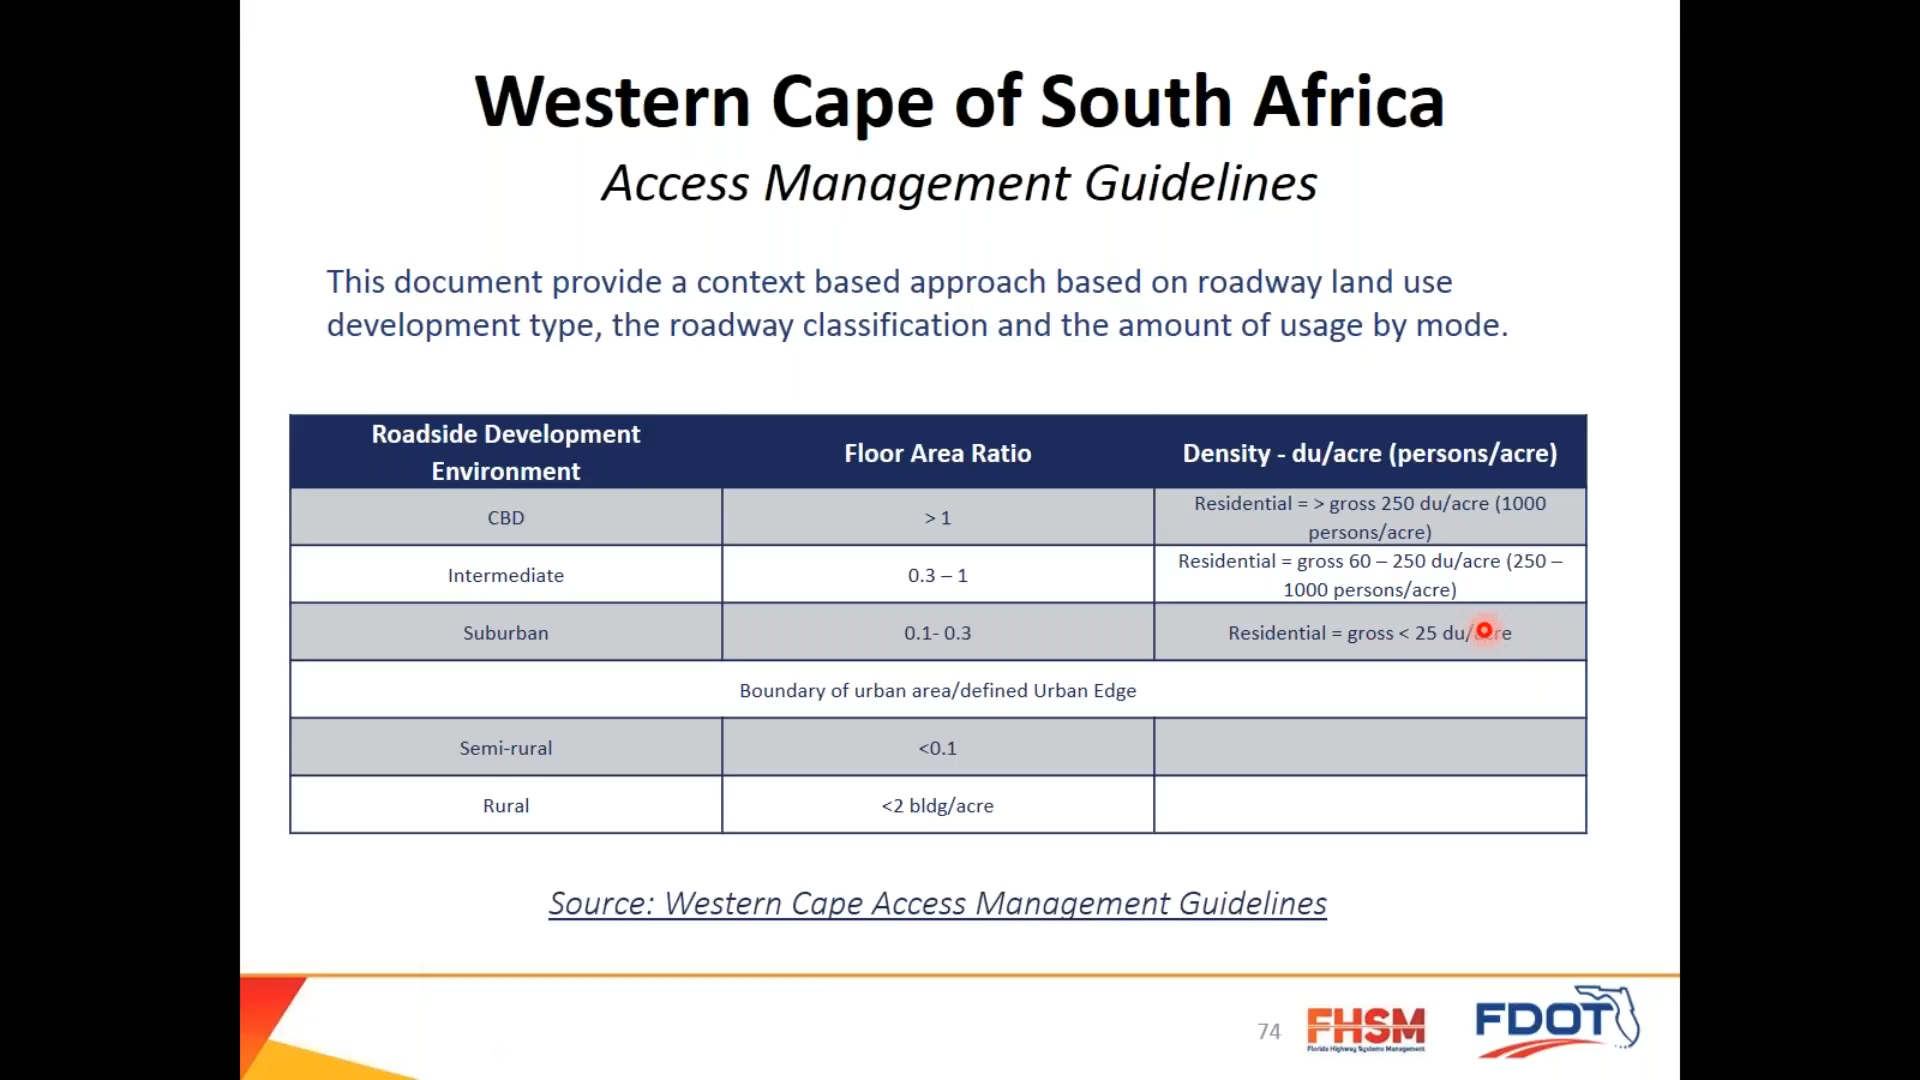 Western Cape of South Africa
Access Management Guidelines
This document provide a context based approach based on roadway land use
development type, the roadway classification and the amount of usage by mode.
Roadside Development
Environment
Floor Area Ratio
Density - du/acre (persons/acre)
CBD
> 1
Residential = > gross 250 du/acre (1000
persons/acre)
Intermediate
0.3 – 1
Residential = gross 60 – 250 du/acre (250 –
1000 persons/acre)
Suburban
0.1- 0.3
Residential = gross < 25 du/acre
Boundary of urban area/defined Urban Edge
Semi-rural
<0.1
Rural
<2 bldg/acre
Source: Western Cape Access Management Guidelines
74
FHSM
Florida Highway Systems Management
FDOT